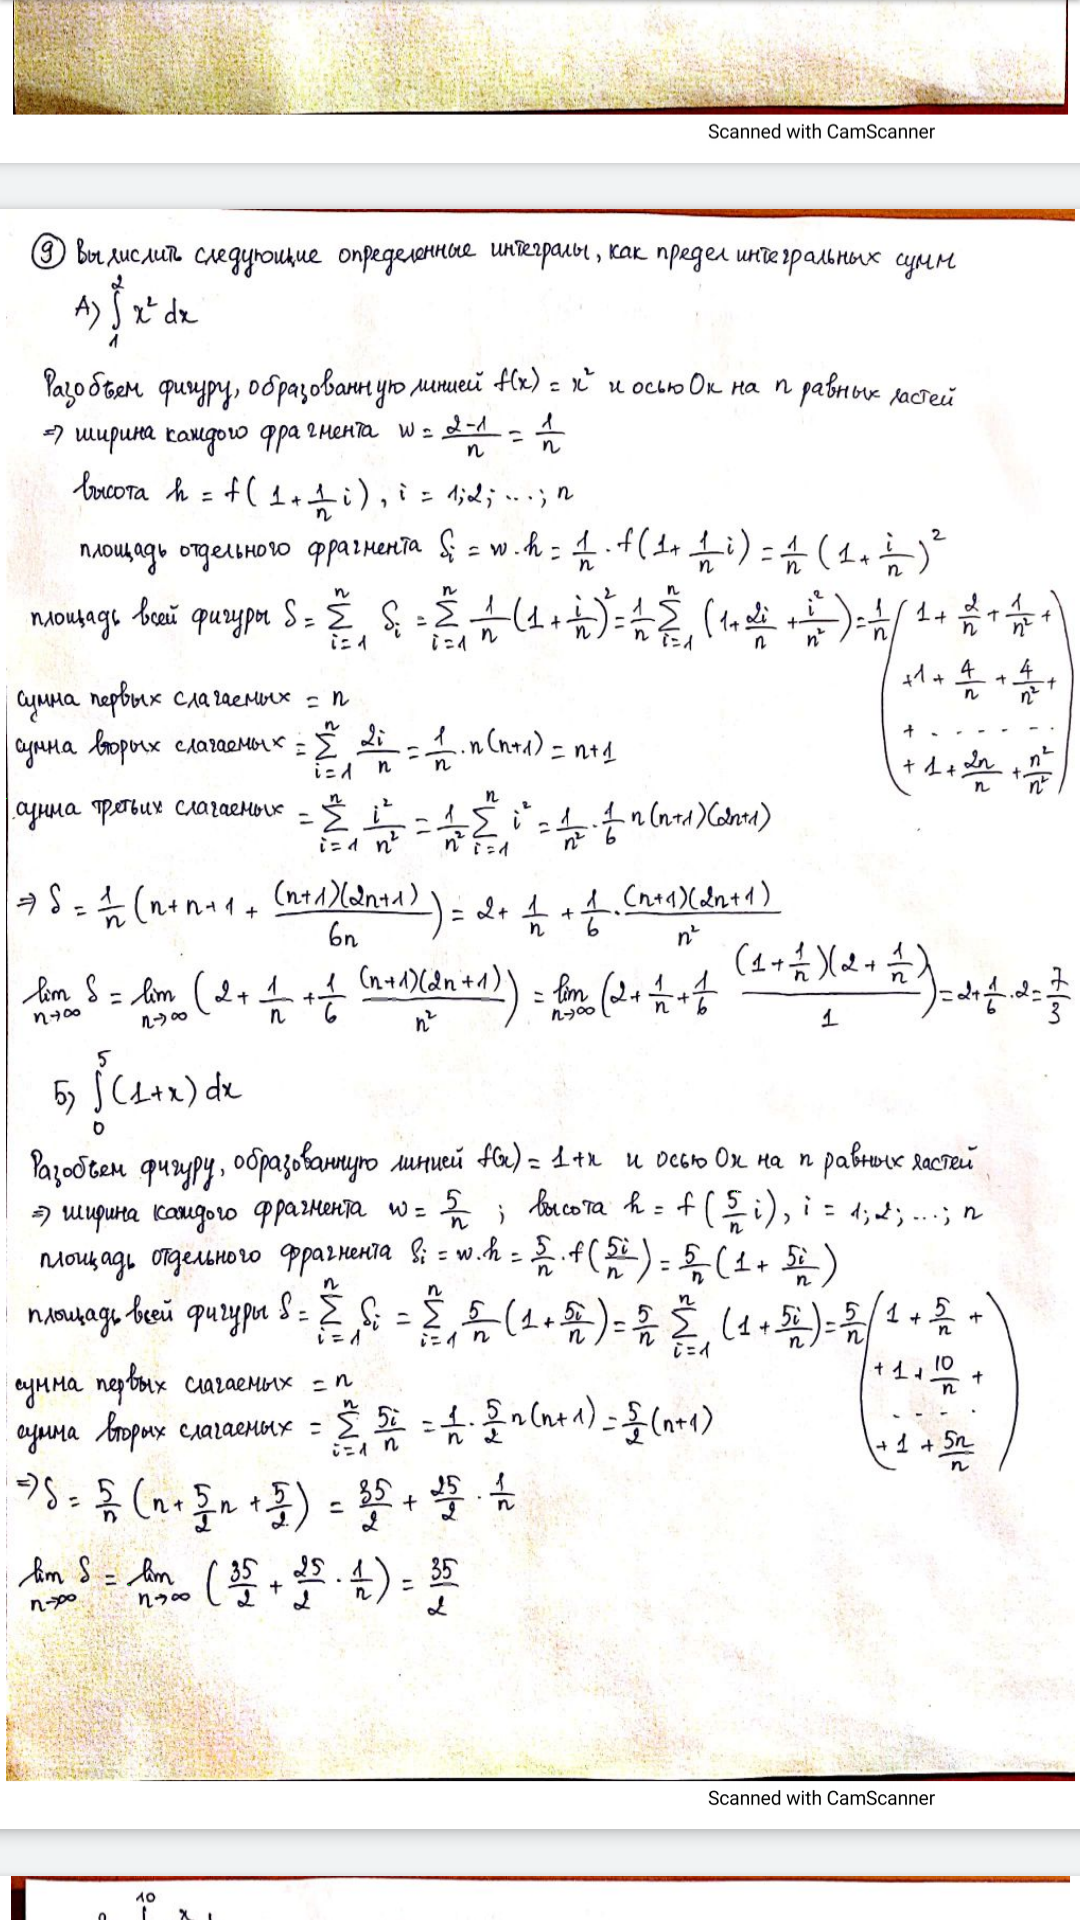 Scanned with CamScanner
⑨ Вычислить следующие определенные интегралы, как предел интегральных сумм
А) ∫₁² x² dx
Разобьем фигуру, образованную линией f(x) = x² и осью Ox на n равных частей
⇒ ширина каждого фрагмента w = (2-1)/n = 1/n
высота h = f(1 + 1/n i), i = 1; 2; ...; n
площадь отдельного фрагмента Sᵢ = w·h = 1/n · f(1 + 1/n i) = 1/n (1 + i/n)²
площадь всей фигуры S = Σᵢ₌₁ⁿ Sᵢ = Σᵢ₌₁ⁿ 1/n (1 + i/n)² = 1/n Σᵢ₌₁ⁿ (1 + 2i/n + i²/n²) = 1/n (1 + 2/n + 1/n² +
+1 + 4/n + 4/n² +
+ . . . . . .
+ 1 + 2n/n + n²/n²)
сумма первых слагаемых = n
сумма вторых слагаемых = Σᵢ₌₁ⁿ 2i/n = 1/n · n(n+1) = n+1
сумма третьих слагаемых = Σᵢ₌₁ⁿ i²/n² = 1/n² Σᵢ₌₁ⁿ i² = 1/n² · 1/6 n(n+1)(2n+1)
⇒ S = 1/n (n + n + 1 + (n+1)(2n+1)/6n) = 2 + 1/n + 1/6 · (n+1)(2n+1)/n²
lim n→∞ S = lim n→∞ (2 + 1/n + 1/6 (n+1)(2n+1)/n²) = lim n→∞ (2 + 1/n + 1/6 (1 + 1/n)(2 + 1/n)/1) = 2 + 1/6 · 2 = 7/3
Б) ∫₀⁵ (1+x) dx
Разобьем фигуру, образованную линией f(x) = 1+x и осью Ox на n равных частей
⇒ ширина каждого фрагмента w = 5/n ; высота h = f(5/n i), i = 1; 2; ...; n
площадь отдельного фрагмента Sᵢ = w·h = 5/n · f(5i/n) = 5/n (1 + 5i/n)
площадь всей фигуры S = Σᵢ₌₁ⁿ Sᵢ = Σᵢ₌₁ⁿ 5/n (1 + 5i/n) = 5/n Σᵢ₌₁ⁿ (1 + 5i/n) = 5/n (1 + 5/n +
+ 1 + 10/n +
. . . .
+ 1 + 5n/n)
сумма первых слагаемых = n
сумма вторых слагаемых = Σᵢ₌₁ⁿ 5i/n = 1/n · 5/2 n(n+1) = 5/2 (n+1)
⇒ S = 5/n (n + 5/2 n + 5/2) = 35/2 + 25/2 · 1/n
lim n→∞ S = lim n→∞ (35/2 + 25/2 · 1/n) = 35/2
Scanned with CamScanner
10